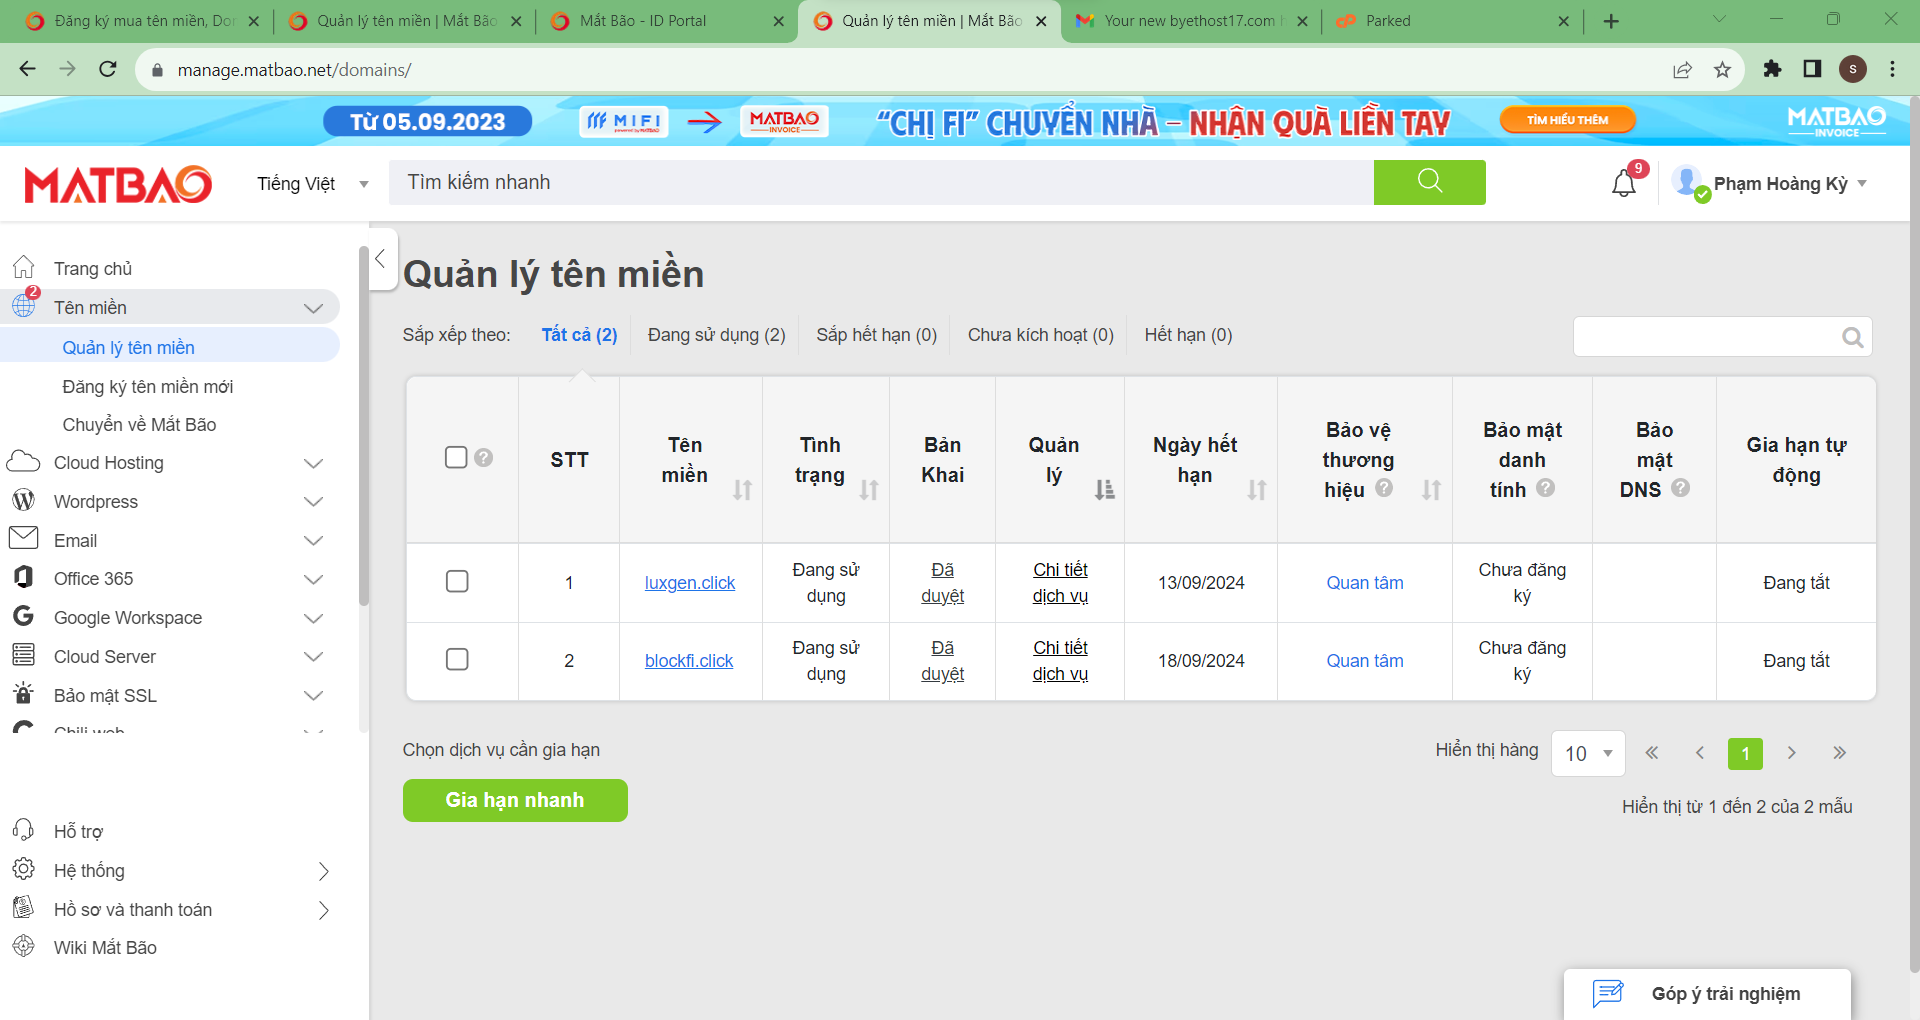 Đăng ký mua tên miền, Dom
Quản lý tên miền | Mắt Bão
Mắt Bão - ID Portal
Quản lý tên miền | Mắt Bão
Your new byethost17.com h
cP Parked
manage.matbao.net/domains/
S
Từ 05.09.2023
MIFI
MATBAO
INVOICE
“CHỊ FI” CHUYỂN NHÀ – NHẬN QUÀ LIỀN TAY
TÌM HIỂU THÊM
MATBAO
INVOICE
MATBAO
Tiếng Việt
Tìm kiếm nhanh
9
Phạm Hoàng Kỳ
Trang chủ
2
Tên miền
Quản lý tên miền
Đăng ký tên miền mới
Chuyển về Mắt Bão
Cloud Hosting
Wordpress
Email
Office 365
Google Workspace
Cloud Server
Bảo mật SSL
Chili web
Hỗ trợ
Hệ thống
Hồ sơ và thanh toán
Wiki Mắt Bão
Quản lý tên miền
Sắp xếp theo: Tất cả (2) Đang sử dụng (2) Sắp hết hạn (0) Chưa kích hoạt (0) Hết hạn (0)
STT
Tên
miền
Tình
trạng
Bản
Khai
Quản
lý
Ngày hết
hạn
Bảo vệ
thương
hiệu
Bảo mật
danh
tính
Bảo
mật
DNS
Gia hạn tự
động
1
luxgen.click
Đang sử
dụng
Đã
duyệt
Chi tiết
dịch vụ
13/09/2024
Quan tâm
Chưa đăng
ký
Đang tắt
2
blockfi.click
Đang sử
dụng
Đã
duyệt
Chi tiết
dịch vụ
18/09/2024
Quan tâm
Chưa đăng
ký
Đang tắt
Chọn dịch vụ cần gia hạn
Gia hạn nhanh
Hiển thị hàng 10 « ‹ 1 › »
Hiển thị từ 1 đến 2 của 2 mẫu
Góp ý trải nghiệm